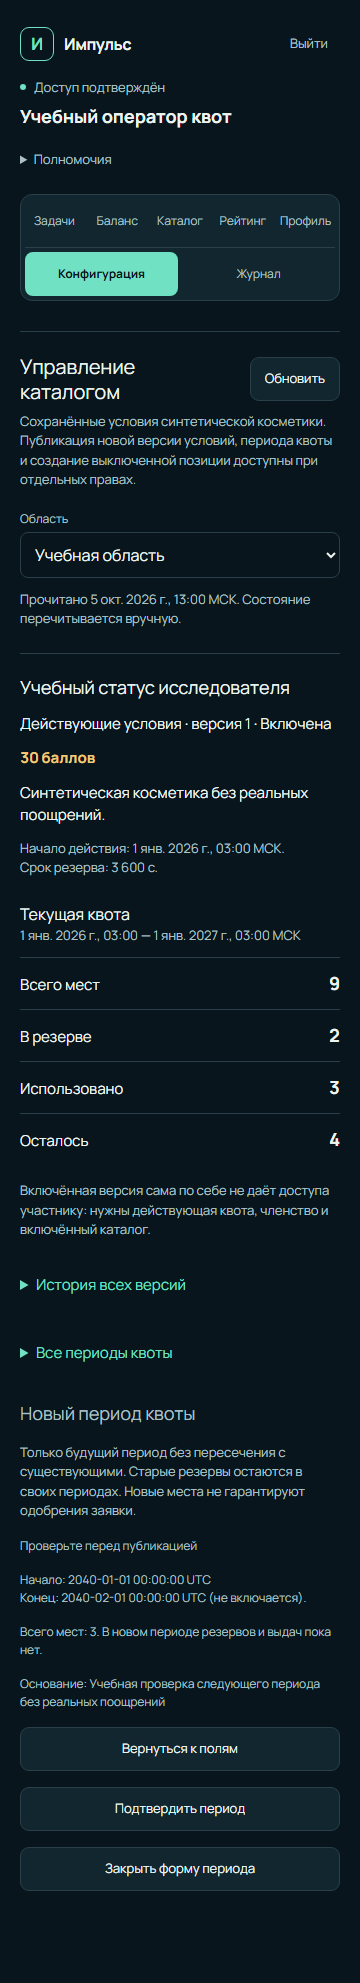 И Импульс Выйти
Доступ подтверждён
Учебный оператор квот
Полномочия
Задачи Баланс Каталог Рейтинг Профиль
Конфигурация Журнал
Управление
каталогом
Обновить
Сохранённые условия синтетической косметики.
Публикация новой версии условий, периода квоты
и создание выключенной позиции доступны при
отдельных правах.
Область
Учебная область
Прочитано 5 окт. 2026 г., 13:00 МСК. Состояние
перечитывается вручную.
Учебный статус исследователя
Действующие условия · версия 1 · Включена
30 баллов
Синтетическая косметика без реальных
поощрений.
Начало действия: 1 янв. 2026 г., 03:00 МСК.
Срок резерва: 3 600 с.
Текущая квота
1 янв. 2026 г., 03:00 — 1 янв. 2027 г., 03:00 МСК
Всего мест 9
В резерве 2
Использовано 3
Осталось 4
Включённая версия сама по себе не даёт доступа
участнику: нужны действующая квота, членство и
включённый каталог.
История всех версий
Все периоды квоты
Новый период квоты
Только будущий период без пересечения с
существующими. Старые резервы остаются в
своих периодах. Новые места не гарантируют
одобрения заявки.
Проверьте перед публикацией
Начало: 2040-01-01 00:00:00 UTC
Конец: 2040-02-01 00:00:00 UTC (не включается).
Всего мест: 3. В новом периоде резервов и выдач пока
нет.
Основание: Учебная проверка следующего периода
без реальных поощрений
Вернуться к полям
Подтвердить период
Закрыть форму периода